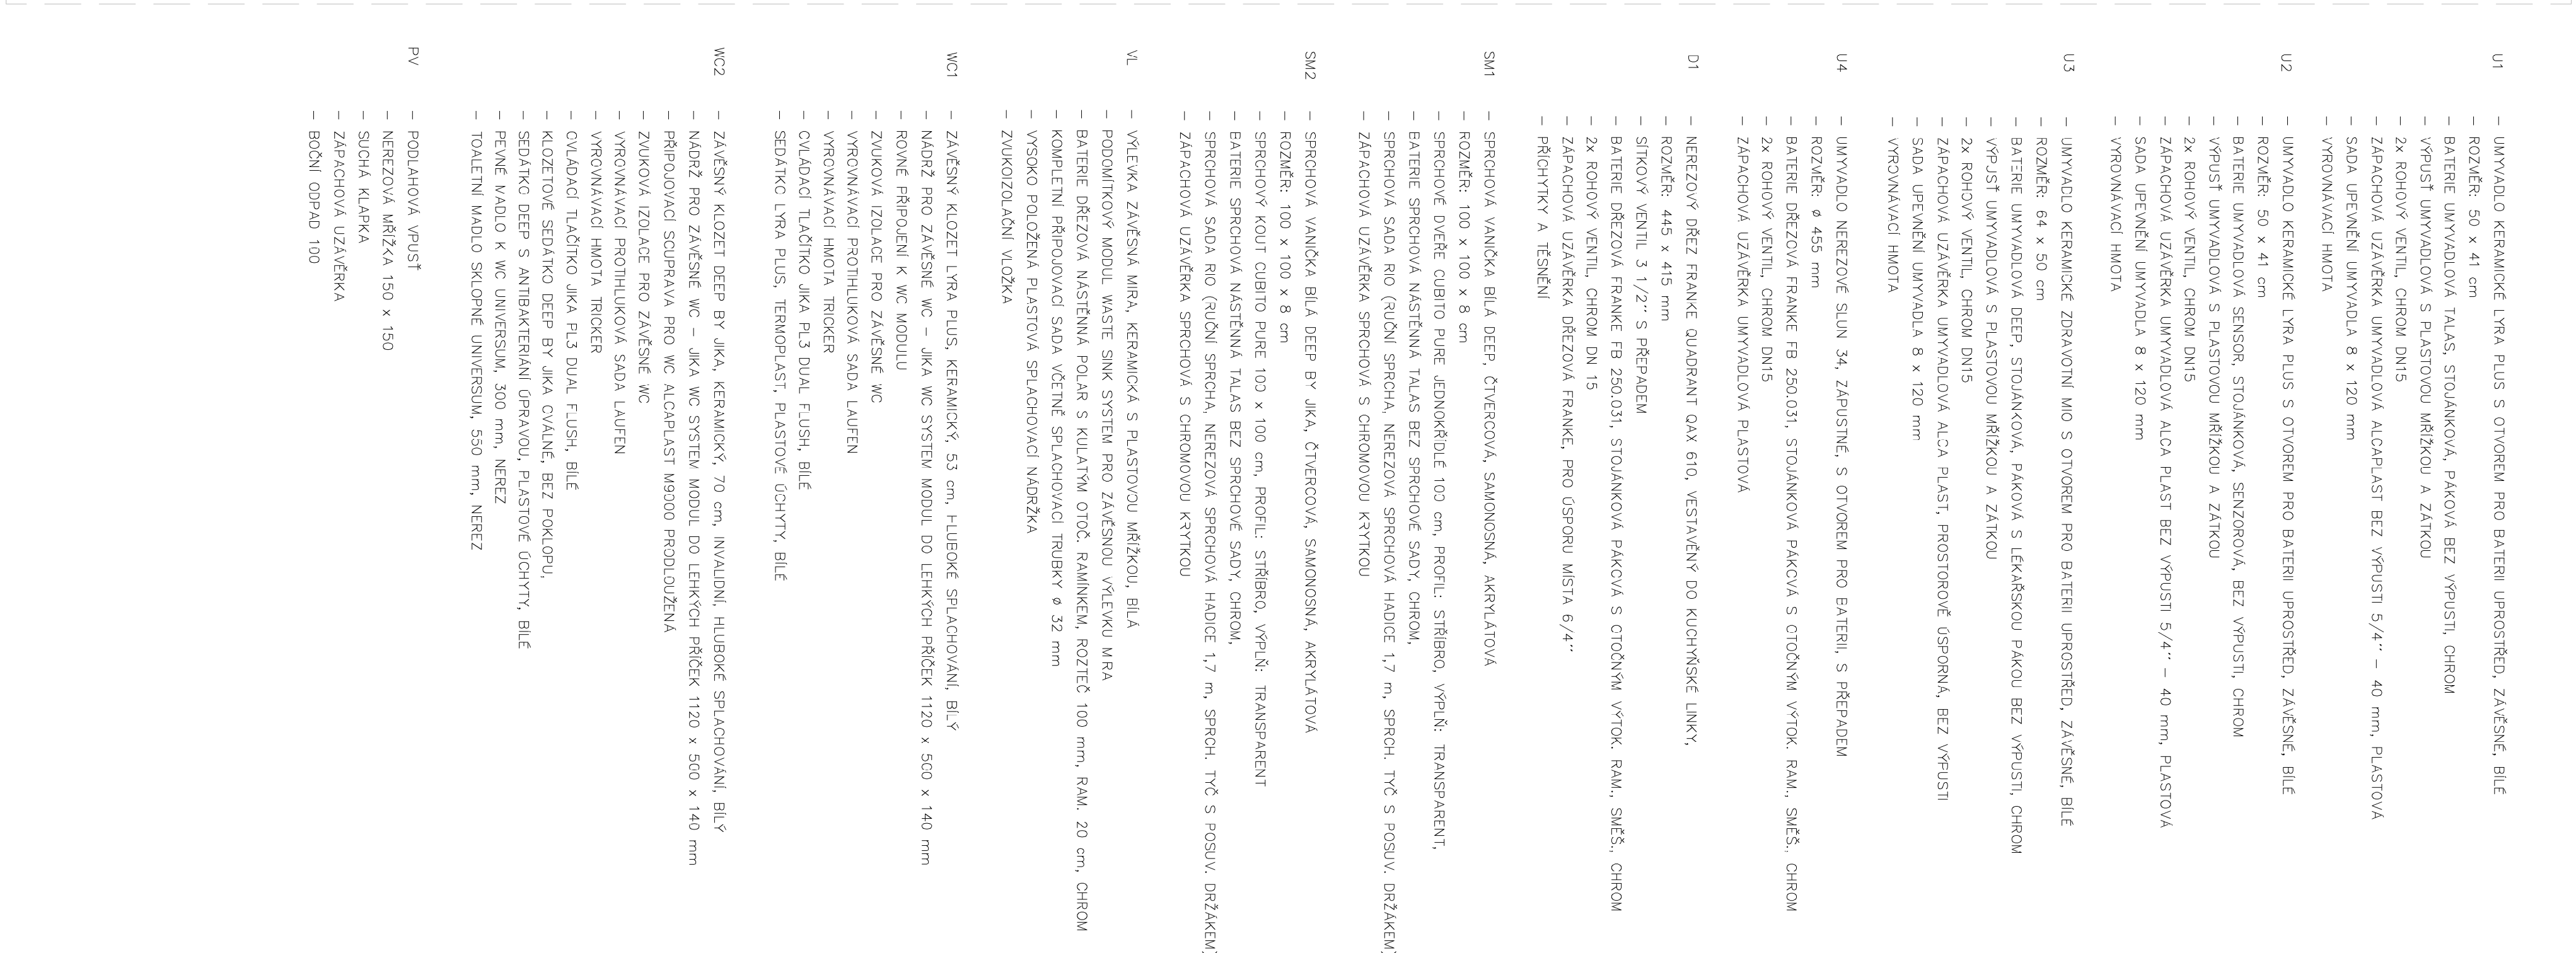 U1 – UMYVADLO KERAMICKÉ LYRA PLUS S OTVOREM PRO BATERII UPROSTŘED, ZÁVĚSNÉ, BÍLÉ
– ROZMĚR: 50 x 41 cm
– BATERIE UMYVADLOVÁ TALAS, STOJÁNKOVÁ, PÁKOVÁ BEZ VÝPUSTI, CHROM
– VÝPUSŤ UMYVADLOVÁ S PLASTOVOU MŘÍŽKOU A ZÁTKOU
– 2x ROHOVÝ VENTIL, CHROM DN15
– ZÁPACHOVÁ UZÁVĚRKA UMYVADLOVÁ ALCAPLAST BEZ VÝPUSTI 5/4'' – 40 mm, PLASTOVÁ
– SADA UPEVNĚNÍ UMYVADLA 8 x 120 mm
– VYROVNÁVACÍ HMOTA
U2 – UMYVADLO KERAMICKÉ LYRA PLUS S OTVOREM PRO BATERII UPROSTŘED, ZÁVĚSNÉ, BÍLÉ
– ROZMĚR: 50 x 41 cm
– BATERIE UMYVADLOVÁ SENSOR, STOJÁNKOVÁ, SENZOROVÁ, BEZ VÝPUSTI, CHROM
– VÝPUSŤ UMYVADLOVÁ S PLASTOVOU MŘÍŽKOU A ZÁTKOU
– 2x ROHOVÝ VENTIL, CHROM DN15
– ZÁPACHOVÁ UZÁVĚRKA UMYVADLOVÁ ALCA PLAST BEZ VÝPUSTI 5/4'' – 40 mm, PLASTOVÁ
– SADA UPEVNĚNÍ UMYVADLA 8 x 120 mm
– VYROVNÁVACÍ HMOTA
U3 – UMYVADLO KERAMICKÉ ZDRAVOTNÍ MIO S OTVOREM PRO BATERII UPROSTŘED, ZÁVĚSNÉ, BÍLÉ
– ROZMĚR: 64 x 50 cm
– BATERIE UMYVADLOVÁ DEEP, STOJÁNKOVÁ, PÁKOVÁ S LÉKAŘSKOU PÁKOU BEZ VÝPUSTI, CHROM
– VÝPUSŤ UMYVADLOVÁ S PLASTOVOU MŘÍŽKOU A ZÁTKOU
– 2x ROHOVÝ VENTIL, CHROM DN15
– ZÁPACHOVÁ UZÁVĚRKA UMYVADLOVÁ ALCA PLAST, PROSTOROVĚ ÚSPORNÁ, BEZ VÝPUSTI
– SADA UPEVNĚNÍ UMYVADLA 8 x 120 mm
– VYROVNÁVACÍ HMOTA
U4 – UMYVADLO NEREZOVÉ SLUN 34, ZÁPUSTNÉ, S OTVOREM PRO BATERII, S PŘEPADEM
– ROZMĚR: ø 455 mm
– BATERIE DŘEZOVÁ FRANKE FB 250.031, STOJÁNKOVÁ PÁKOVÁ S OTOČNÝM VÝTOK. RAM., SMĚŠ., CHROM
– 2x ROHOVÝ VENTIL, CHROM DN15
– ZÁPACHOVÁ UZÁVĚRKA UMYVADLOVÁ PLASTOVÁ
D1 – NEREZOVÝ DŘEZ FRANKE QUADRANT QAX 610, VESTAVĚNÝ DO KUCHYŇSKÉ LINKY,
– ROZMĚR: 445 x 415 mm
– SÍTKOVÝ VENTIL 3 1/2'' S PŘEPADEM
– BATERIE DŘEZOVÁ FRANKE FB 250.031, STOJÁNKOVÁ PÁKOVÁ S OTOČNÝM VÝTOK. RAM., SMĚŠ., CHROM
– 2x ROHOVÝ VENTIL, CHROM DN 15
– ZÁPACHOVÁ UZÁVĚRKA DŘEZOVÁ FRANKE, PRO ÚSPORU MÍSTA 6/4''
– PŘÍCHYTKY A TĚSNĚNÍ
SM1 – SPRCHOVÁ VANIČKA BÍLÁ DEEP, ČTVERCOVÁ, SAMONOSNÁ, AKRYLÁTOVÁ
– ROZMĚR: 100 x 100 x 8 cm
– SPRCHOVÉ DVEŘE CUBITO PURE JEDNOKŘÍDLÉ 100 cm, PROFIL: STŘÍBRO, VÝPLŇ: TRANSPARENT,
– BATERIE SPRCHOVÁ NÁSTĚNNÁ TALAS BEZ SPRCHOVÉ SADY, CHROM,
– SPRCHOVÁ SADA RIO (RUČNÍ SPRCHA, NEREZOVÁ SPRCHOVÁ HADICE 1,7 m, SPRCH. TYČ S POSUV. DRŽÁKEM)
– ZÁPACHOVÁ UZÁVĚRKA SPRCHOVÁ S CHROMOVOU KRYTKOU
SM2 – SPRCHOVÁ VANIČKA BÍLÁ DEEP BY JIKA, ČTVERCOVÁ, SAMONOSNÁ, AKRYLÁTOVÁ
– ROZMĚR: 100 x 100 x 8 cm
– SPRCHOVÝ KOUT CUBITO PURE 100 x 100 cm, PROFIL: STŘÍBRO, VÝPLŇ: TRANSPARENT
– BATERIE SPRCHOVÁ NÁSTĚNNÁ TALAS BEZ SPRCHOVÉ SADY, CHROM,
– SPRCHOVÁ SADA RIO (RUČNÍ SPRCHA, NEREZOVÁ SPRCHOVÁ HADICE 1,7 m, SPRCH. TYČ S POSUV. DRŽÁKEM)
– ZÁPACHOVÁ UZÁVĚRKA SPRCHOVÁ S CHROMOVOU KRYTKOU
VL – VÝLEVKA ZÁVĚSNÁ MIRA, KERAMICKÁ S PLASTOVOU MŘÍŽKOU, BÍLÁ
– PODOMÍTKOVÝ MODUL WASTE SINK SYSTEM PRO ZÁVĚSNOU VÝLEVKU MIRA
– BATERIE DŘEZOVÁ NÁSTĚNNÁ POLAR S KULATÝM OTOČ. RAMÍNKEM, ROZTEČ 100 mm, RAM. 20 cm, CHROM
– KOMPLETNÍ PŘIPOJOVACÍ SADA VČETNĚ SPLACHOVACÍ TRUBKY ø 32 mm
– VYSOKO POLOŽENÁ PLASTOVÁ SPLACHOVACÍ NÁDRŽKA
– ZVUKOIZOLAČNÍ VLOŽKA
WC1 – ZÁVĚSNÝ KLOZET LYRA PLUS, KERAMICKÝ, 53 cm, HLUBOKÉ SPLACHOVÁNÍ, BÍLÝ
– NÁDRŽ PRO ZÁVĚSNÉ WC – JIKA WC SYSTEM MODUL DO LEHKÝCH PŘÍČEK 1120 x 500 x 140 mm
– ROVNÉ PŘIPOJENÍ K WC MODULU
– ZVUKOVÁ IZOLACE PRO ZÁVĚSNÉ WC
– VYROVNÁVACÍ PROTIHLUKOVÁ SADA LAUFEN
– VYROVNÁVACÍ HMOTA TRICKER
– OVLÁDACÍ TLAČÍTKO JIKA PL3 DUAL FLUSH, BÍLÉ
– SEDÁTKO LYRA PLUS, TERMOPLAST, PLASTOVÉ ÚCHYTY, BÍLÉ
WC2 – ZÁVĚSNÝ KLOZET DEEP BY JIKA, KERAMICKÝ, 70 cm, INVALIDNÍ, HLUBOKÉ SPLACHOVÁNÍ, BÍLÝ
– NÁDRŽ PRO ZÁVĚSNÉ WC – JIKA WC SYSTEM MODUL DO LEHKÝCH PŘÍČEK 1120 x 500 x 140 mm
– PŘIPOJOVACÍ SOUPRAVA PRO WC ALCAPLAST M9000 PRODLOUŽENÁ
– ZVUKOVÁ IZOLACE PRO ZÁVĚSNÉ WC
– VYROVNÁVACÍ PROTIHLUKOVÁ SADA LAUFEN
– VYROVNÁVACÍ HMOTA TRICKER
– OVLÁDACÍ TLAČÍTKO JIKA PL3 DUAL FLUSH, BÍLÉ
– KLOZETOVÉ SEDÁTKO DEEP BY JIKA OVÁLNÉ, BEZ POKLOPU,
– SEDÁTKO DEEP S ANTIBAKTERIÁNÍ ÚPRAVOU, PLASTOVÉ ÚCHYTY, BÍLÉ
– PEVNÉ MADLO K WC UNIVERSUM, 300 mm, NEREZ
– TOALETNÍ MADLO SKLOPNÉ UNIVERSUM, 550 mm, NEREZ
PV – PODLAHOVÁ VPUSŤ
– NEREZOVÁ MŘÍŽKA 150 x 150
– SUCHÁ KLAPKA
– ZÁPACHOVÁ UZÁVĚRKA
– BOČNÍ ODPAD 100